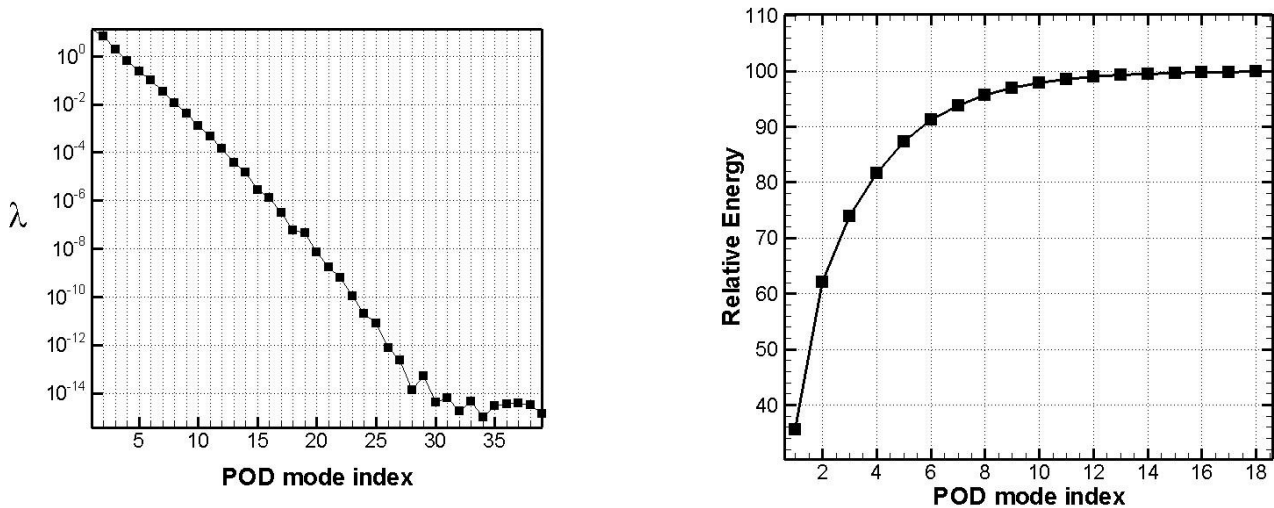 10⁰
10⁻²
10⁻⁴
10⁻⁶
λ
10⁻⁸
10⁻¹⁰
10⁻¹²
10⁻¹⁴
5 10 15 20 25 30 35
POD mode index
110
100
90
80
70
60
50
40
Relative Energy
2 4 6 8 10 12 14 16 18
POD mode index